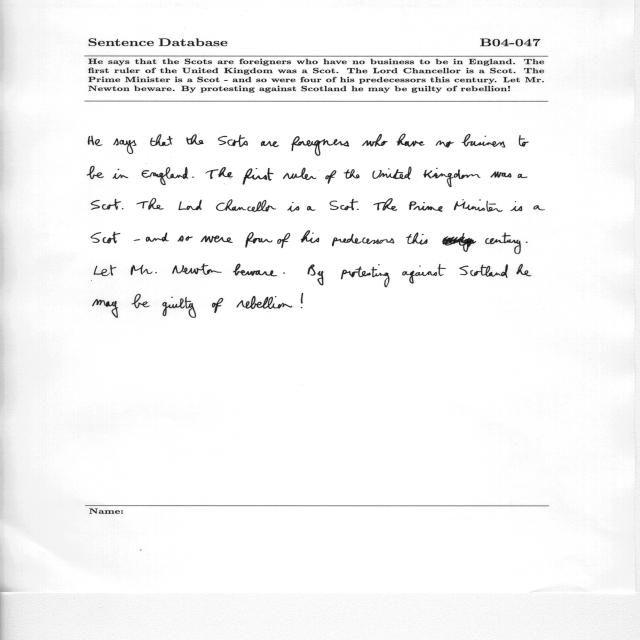 Sentence Database B04-047
He says that the Scots are foreigners who have no business to be in England. The
first ruler of the United Kingdom was a Scot. The Lord Chancellor is a Scot. The
Prime Minister is a Scot - and so were four of his predecessors this century. Let Mr.
Newton beware. By protesting against Scotland he may be guilty of rebellion!
He says that the Scots are foreigners who have no business to
be in England. The first ruler of the United Kingdom was a
Scot. The Lord Chancellor is a Scot. The Prime Minister is a
Scot - and so were four of his predecessors this century.
Let Mr. Newton beware. By protesting against Scotland he
may be guilty of rebellion!
Name: